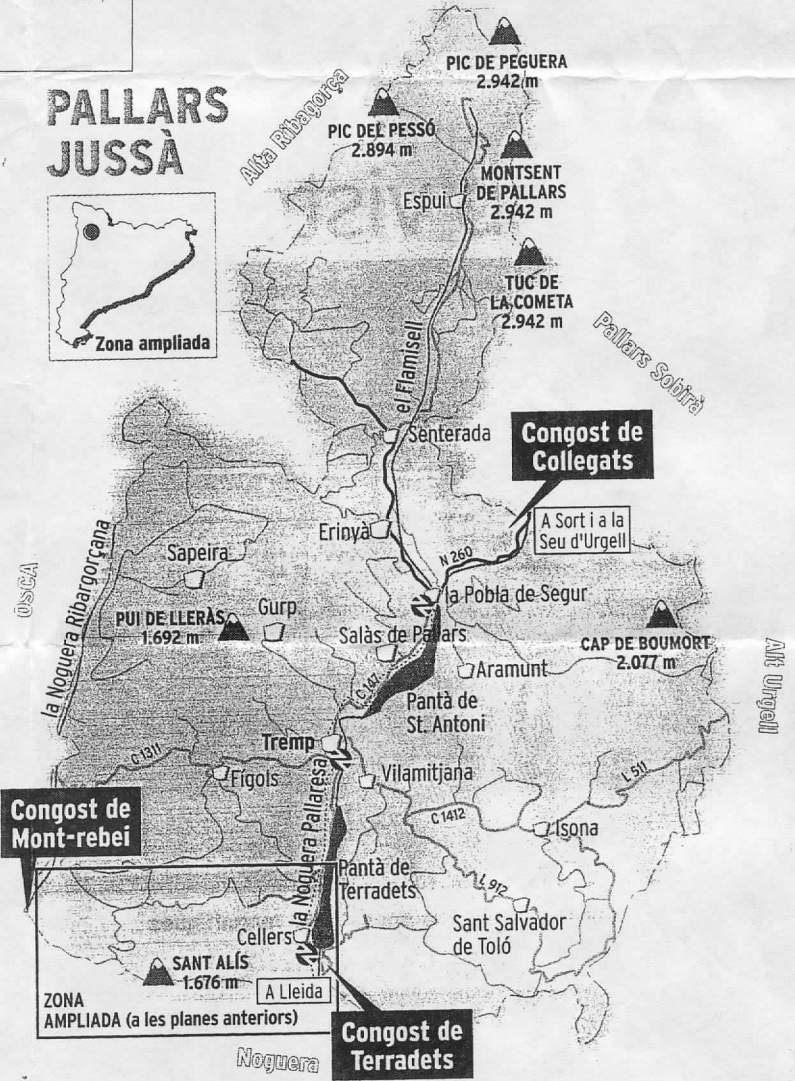 PALLARS
JUSSÀ
Zona ampliada
Alta Ribagorça
PIC DE PEGUERA
2.942 m
PIC DEL PESSÓ
2.894 m
MONTSENT
DE PALLARS
2.942 m
Espui
TUC DE
LA COMETA
2.942 m
Pallars Sobirà
el Flamisell
Senterada
Congost de
Collegats
Erinyà
A Sort i a la
Seu d'Urgell
N 260
Sapeira
la Noguera Ribargorçana
OsCA
la Pobla de Segur
PUI DE LLERÀS
1.692 m
Gurp
Salàs de Pallars
CAP DE BOUMORT
2.077 m
Aramunt
Alt Urgell
C 147
Pantà de
St. Antoni
Tremp
C 1311
Fígols
Vilamitjana
L 511
C 1412
Isona
Congost de
Mont-rebei
la Noguera Pallaresa
Pantà de
Terradets
L 912
Sant Salvador
de Toló
Cellers
SANT ALÍS
1.676 m
A Lleida
ZONA
AMPLIADA (a les planes anteriors)
Congost de
Terradets
Noguera